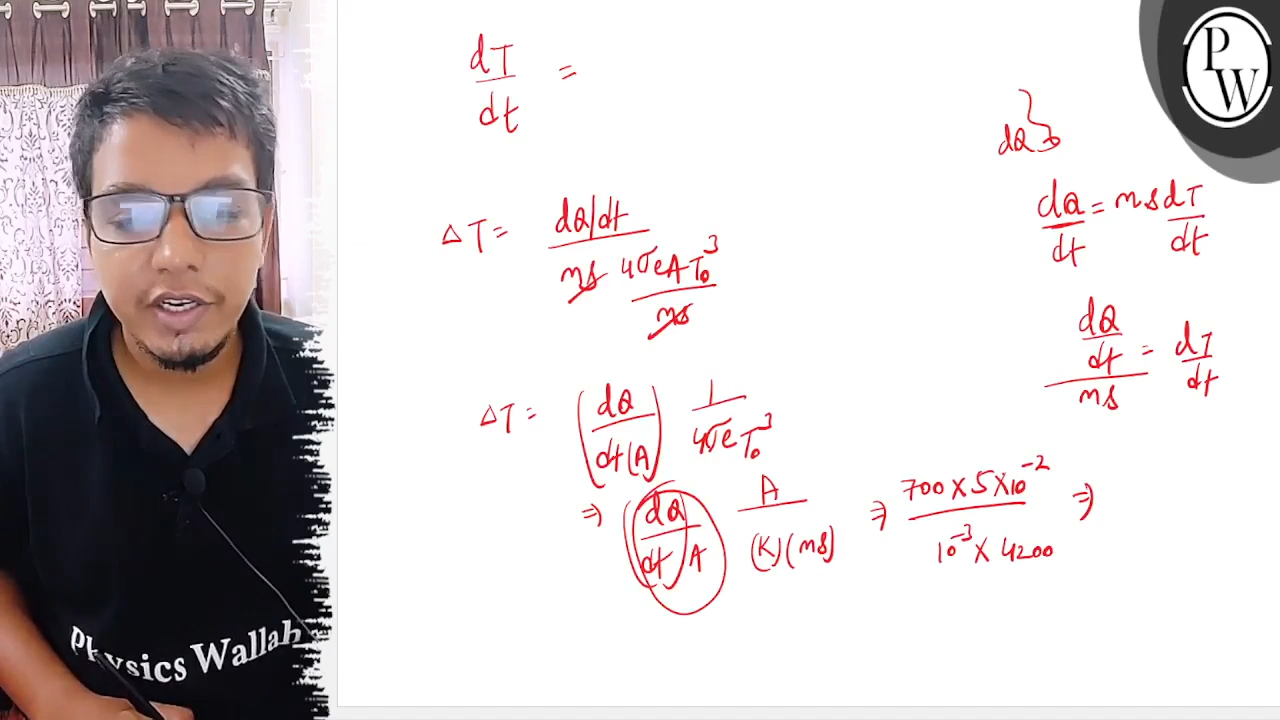 PW
dT/dt =
dQ
dQ/dt = ms dT/dt
ΔT = (dQ/dt)/(ms (4σeAT₀³)/(ms))
(dQ/dt)/(ms) = dT/dt
ΔT = (dQ/dt(A)) 1/(4σeT₀³)
⇒ (dQ/dt A) A/((K)(ms)) ⇒ (700 × 5 × 10⁻²)/(10⁻³ × 4200) ⇒
Physics Wallah